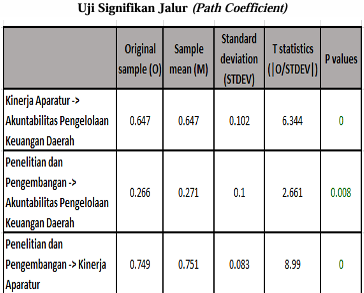 Uji Signifikan Jalur (Path Coefficient)
Original sample (O) Sample mean (M) Standard deviation (STDEV) T statistics (|O/STDEV|) P values
Kinerja Aparatur -> Akuntabilitas Pengelolaan Keuangan Daerah 0.647 0.647 0.102 6.344 0
Penelitian dan Pengembangan -> Akuntabilitas Pengelolaan Keuangan Daerah 0.266 0.271 0.1 2.661 0.008
Penelitian dan Pengembangan -> Kinerja Aparatur 0.749 0.751 0.083 8.99 0